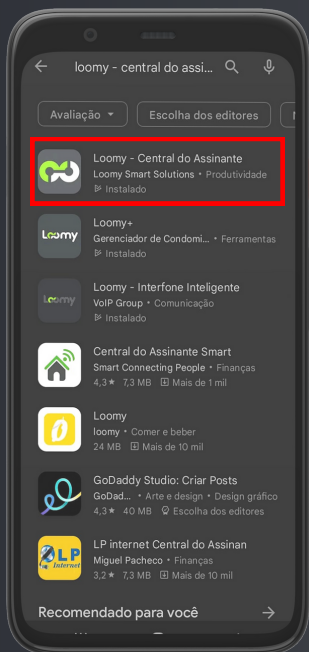 loomy - central do assi...
Avaliação
Escolha dos editores
Loomy - Central do Assinante
Loomy Smart Solutions • Produtividade
Instalado
Loomy
Loomy+
Gerenciador de Condomi... • Ferramentas
Instalado
Loomy
Loomy - Interfone Inteligente
VoIP Group • Comunicação
Instalado
Central do Assinante Smart
Smart Connecting People • Finanças
4,3★ 7,3 MB Mais de 1 mil
Loomy
loomy • Comer e beber
24 MB Mais de 10 mil
GoDaddy Studio: Criar Posts
GoDad... • Arte e design • Design gráfico
4,3★ 40 MB Escolha dos editores
LP
Internet
LP internet Central do Assinan
Miguel Pacheco • Finanças
3,2★ 7,3 MB Mais de 10 mil
Recomendado para você